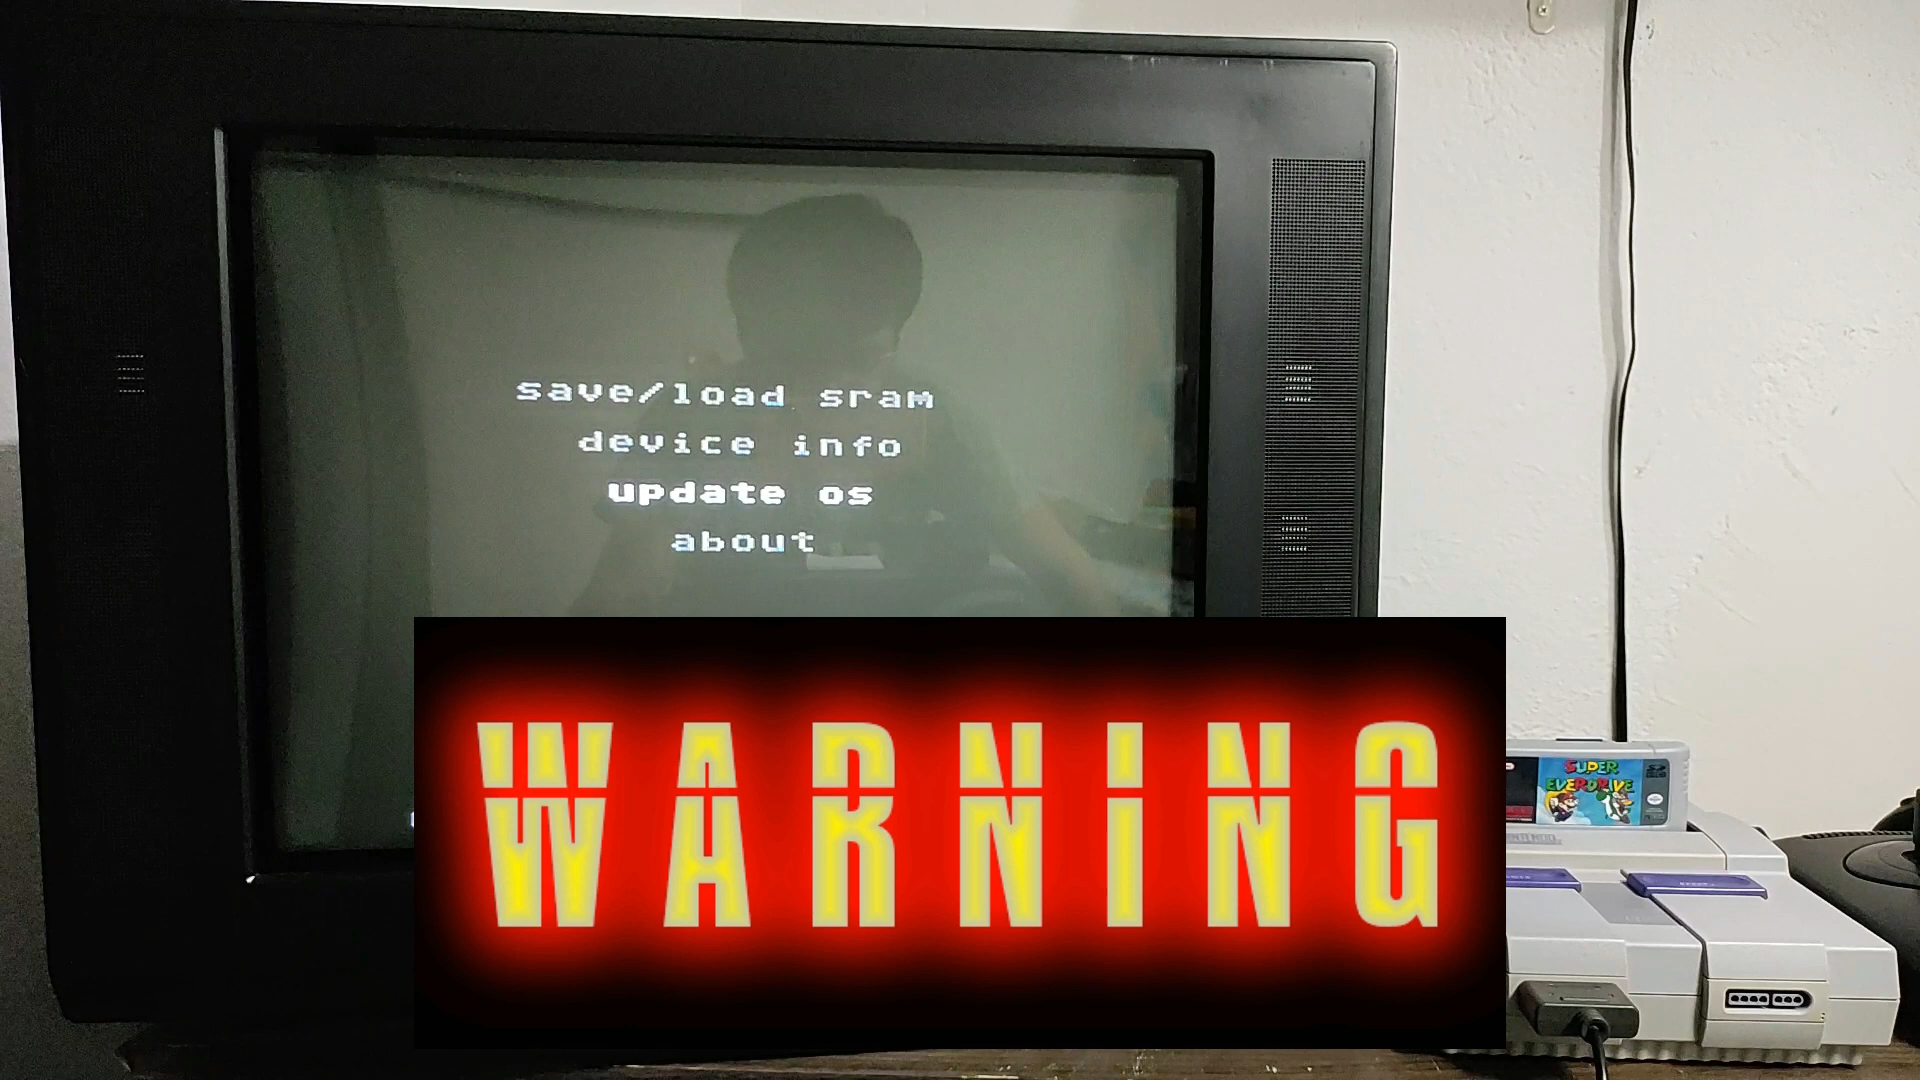 save/load sram
device info
update os
about
WARNING
SUPER
EVERDRIVE